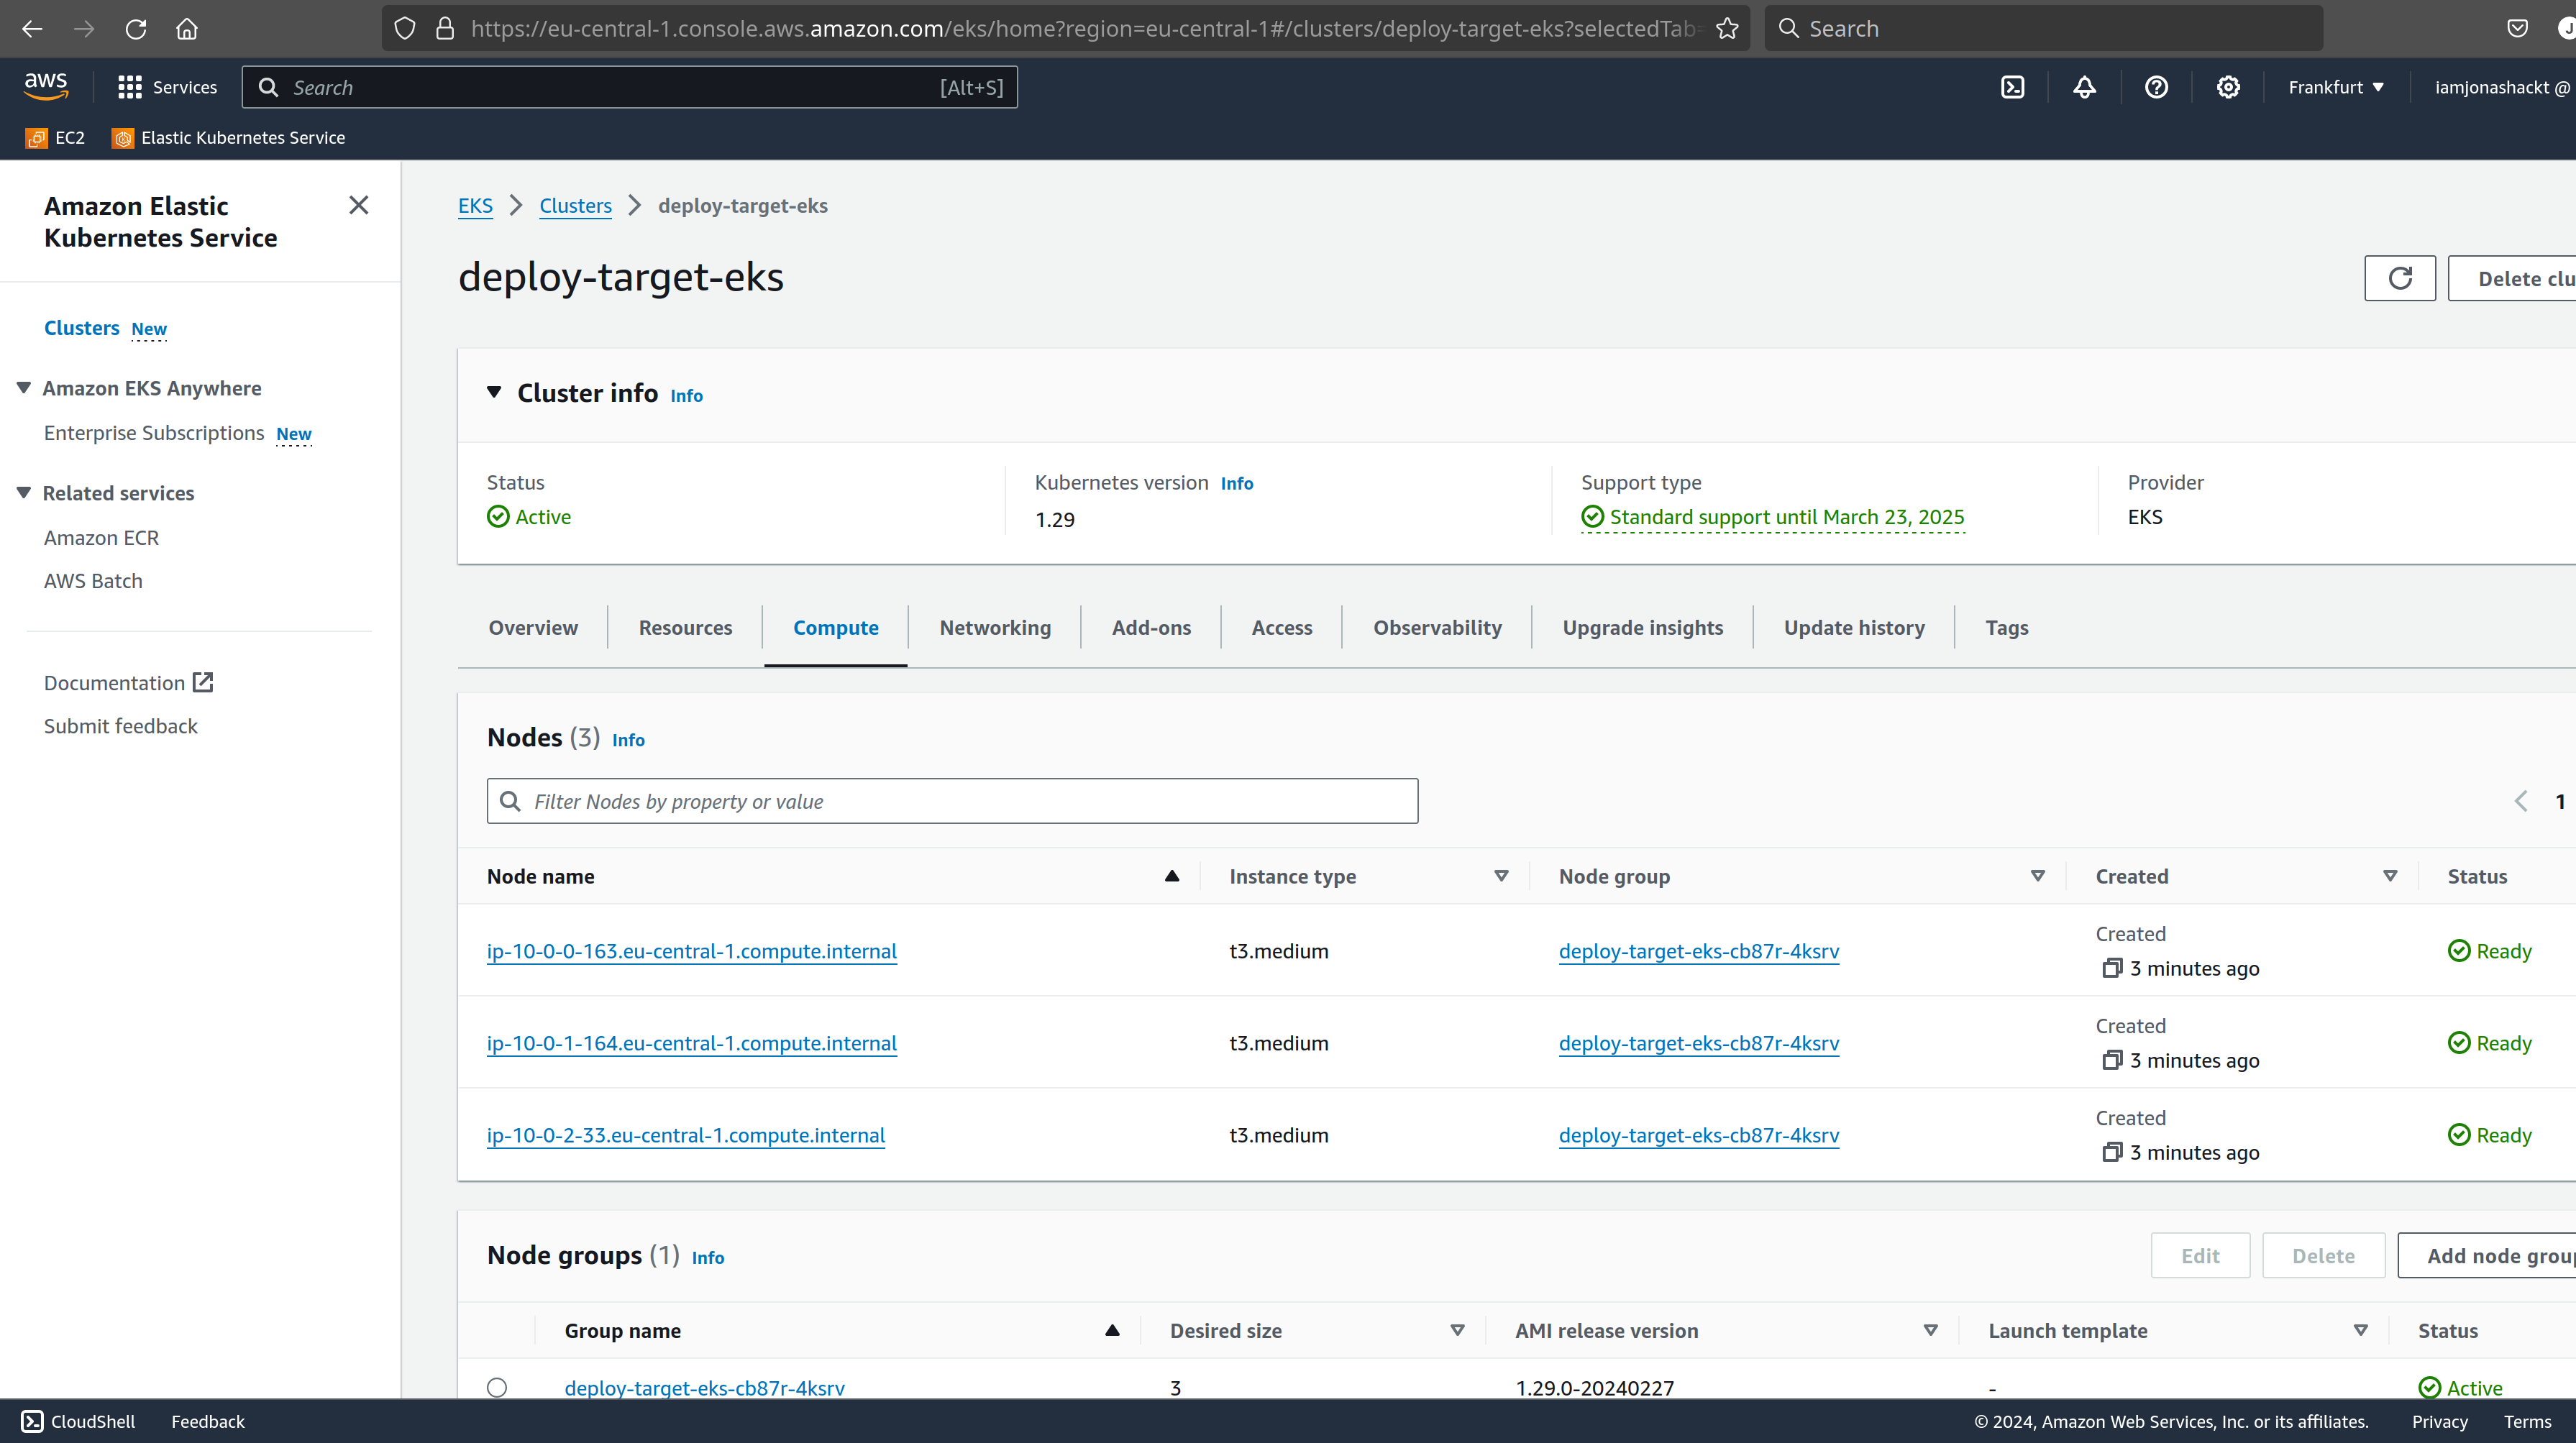 https://eu-central-1.console.aws.amazon.com/eks/home?region=eu-central-1#/clusters/deploy-target-eks?selectedTab= Search
aws Services Search [Alt+S] Frankfurt iamjonashackt @
EC2 Elastic Kubernetes Service
Amazon Elastic
Kubernetes Service
Clusters New
Amazon EKS Anywhere
Enterprise Subscriptions New
Related services
Amazon ECR
AWS Batch
Documentation
Submit feedback
EKS Clusters deploy-target-eks
deploy-target-eks
Delete clu
Cluster info Info
Status Kubernetes version Info Support type Provider
Active 1.29 Standard support until March 23, 2025 EKS
Overview Resources Compute Networking Add-ons Access Observability Upgrade insights Update history Tags
Nodes (3) Info
Filter Nodes by property or value 1
Node name Instance type Node group Created Status
ip-10-0-0-163.eu-central-1.compute.internal t3.medium deploy-target-eks-cb87r-4ksrv Created 3 minutes ago Ready
ip-10-0-1-164.eu-central-1.compute.internal t3.medium deploy-target-eks-cb87r-4ksrv Created 3 minutes ago Ready
ip-10-0-2-33.eu-central-1.compute.internal t3.medium deploy-target-eks-cb87r-4ksrv Created 3 minutes ago Ready
Node groups (1) Info Edit Delete Add node grou
Group name Desired size AMI release version Launch template Status
deploy-target-eks-cb87r-4ksrv 3 1.29.0-20240227 - Active
CloudShell Feedback © 2024, Amazon Web Services, Inc. or its affiliates. Privacy Terms